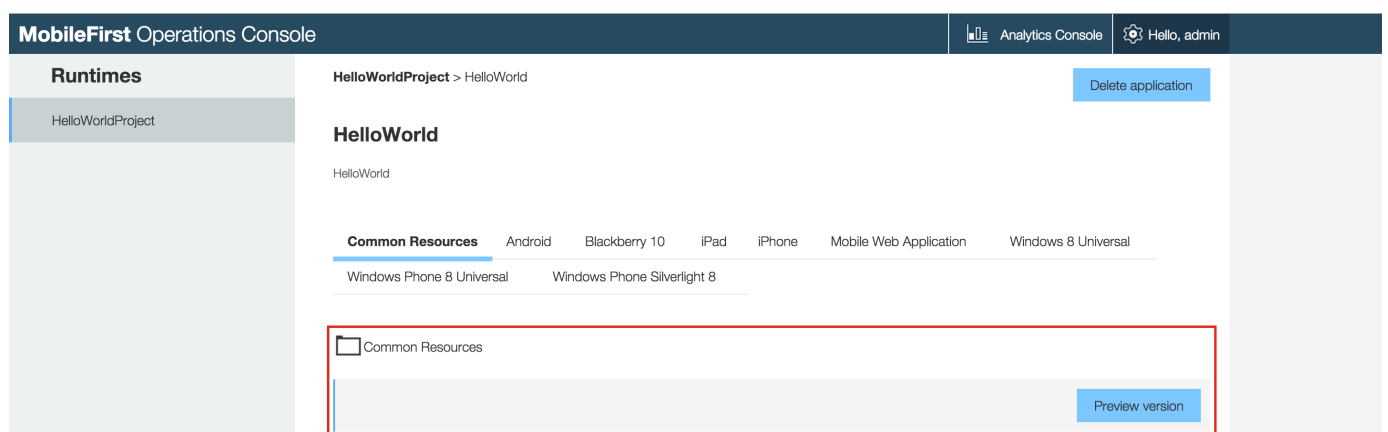 MobileFirst Operations Console
Analytics Console
Hello, admin
Runtimes
HelloWorldProject
HelloWorldProject > HelloWorld
Delete application
HelloWorld
HelloWorld
Common Resources Android Blackberry 10 iPad iPhone Mobile Web Application Windows 8 Universal
Windows Phone 8 Universal Windows Phone Silverlight 8
Common Resources
Preview version